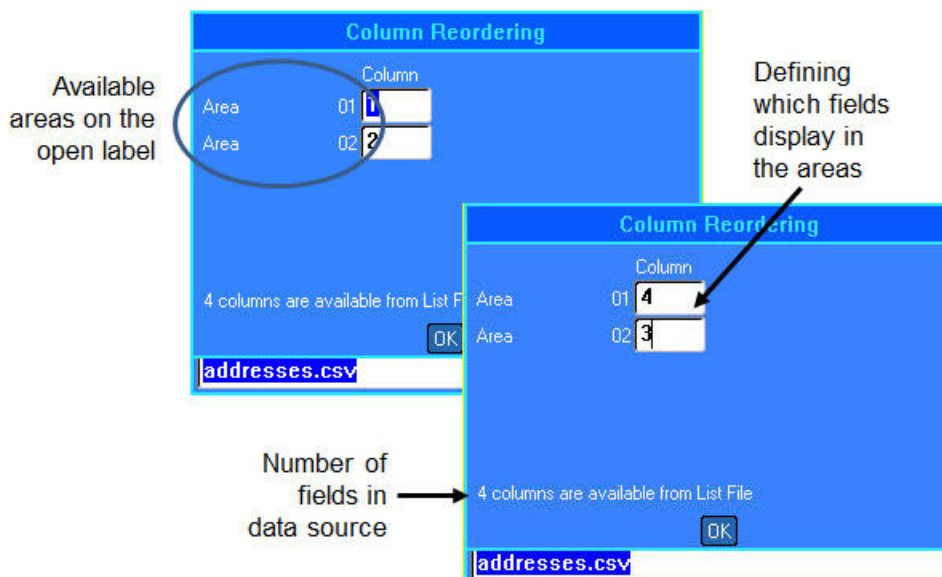 Column Reordering
Available
areas on the
open label
Column
Area 01 1
Area 02 2
4 columns are available from List F
OK
addresses.csv
Defining
which fields
display in
the areas
Column Reordering
Column
Area 01 4
Area 02 3
4 columns are available from List File
OK
addresses.csv
Number of
fields in
data source